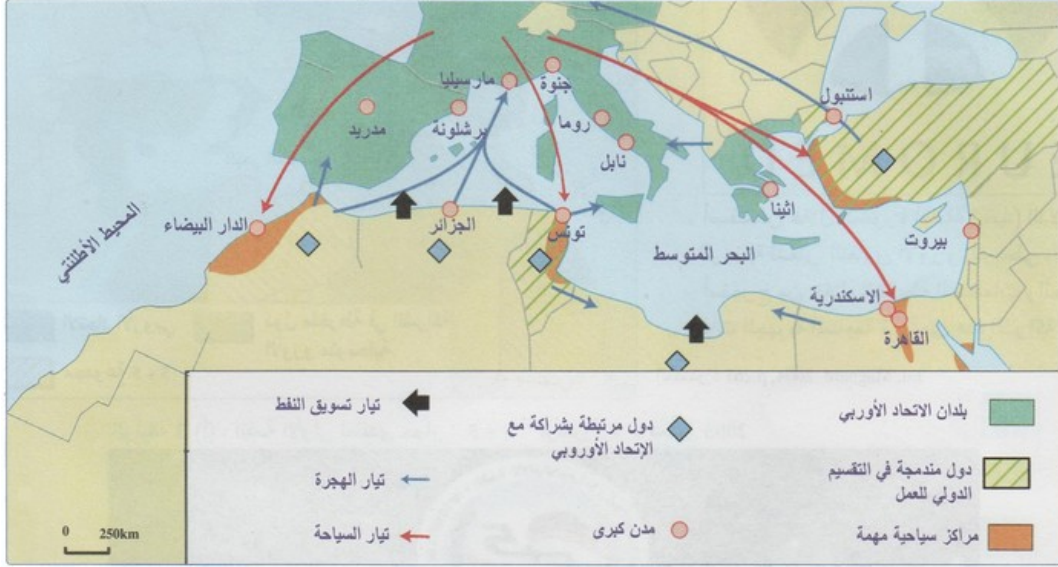 استنبول
جنوة
مارسيليا
مدريد
برشلونة
روما
نابل
اثينا
المحيط الأطلنتي
الدار البيضاء
الجزائر
تونس
البحر المتوسط
بيروت
الاسكندرية
القاهرة
بلدان الاتحاد الأوربي
دول مندمجة في التقسيم
الدولي للعمل
مراكز سياحية مهمة
دول مرتبطة بشراكة مع
الإتحاد الأوروبي
مدن كبرى
تيار تسويق النفط
تيار الهجرة
تيار السياحة
0 250km